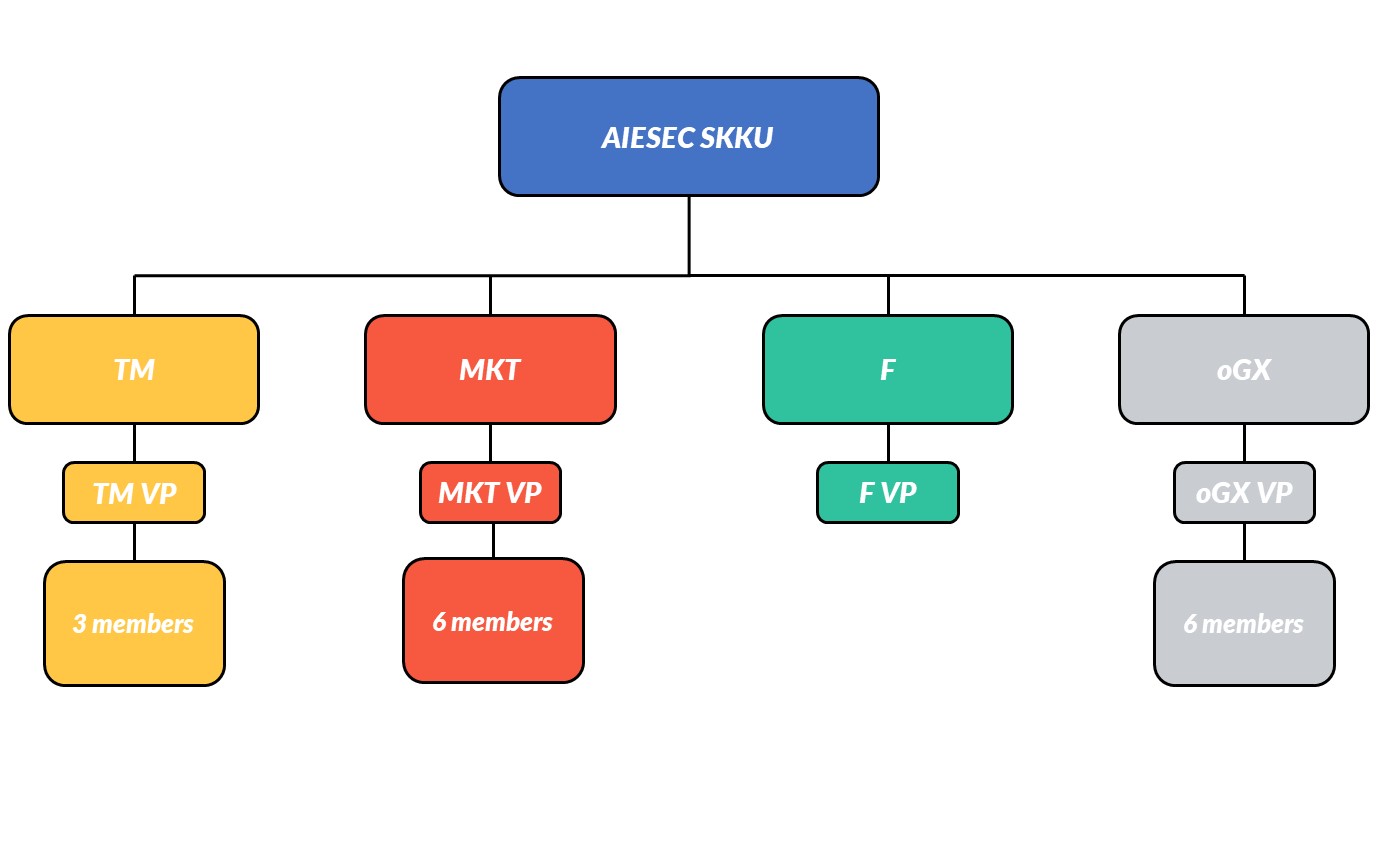 AIESEC SKKU
TM
MKT
F
oGX
TM VP
MKT VP
F VP
oGX VP
3 members
6 members
6 members